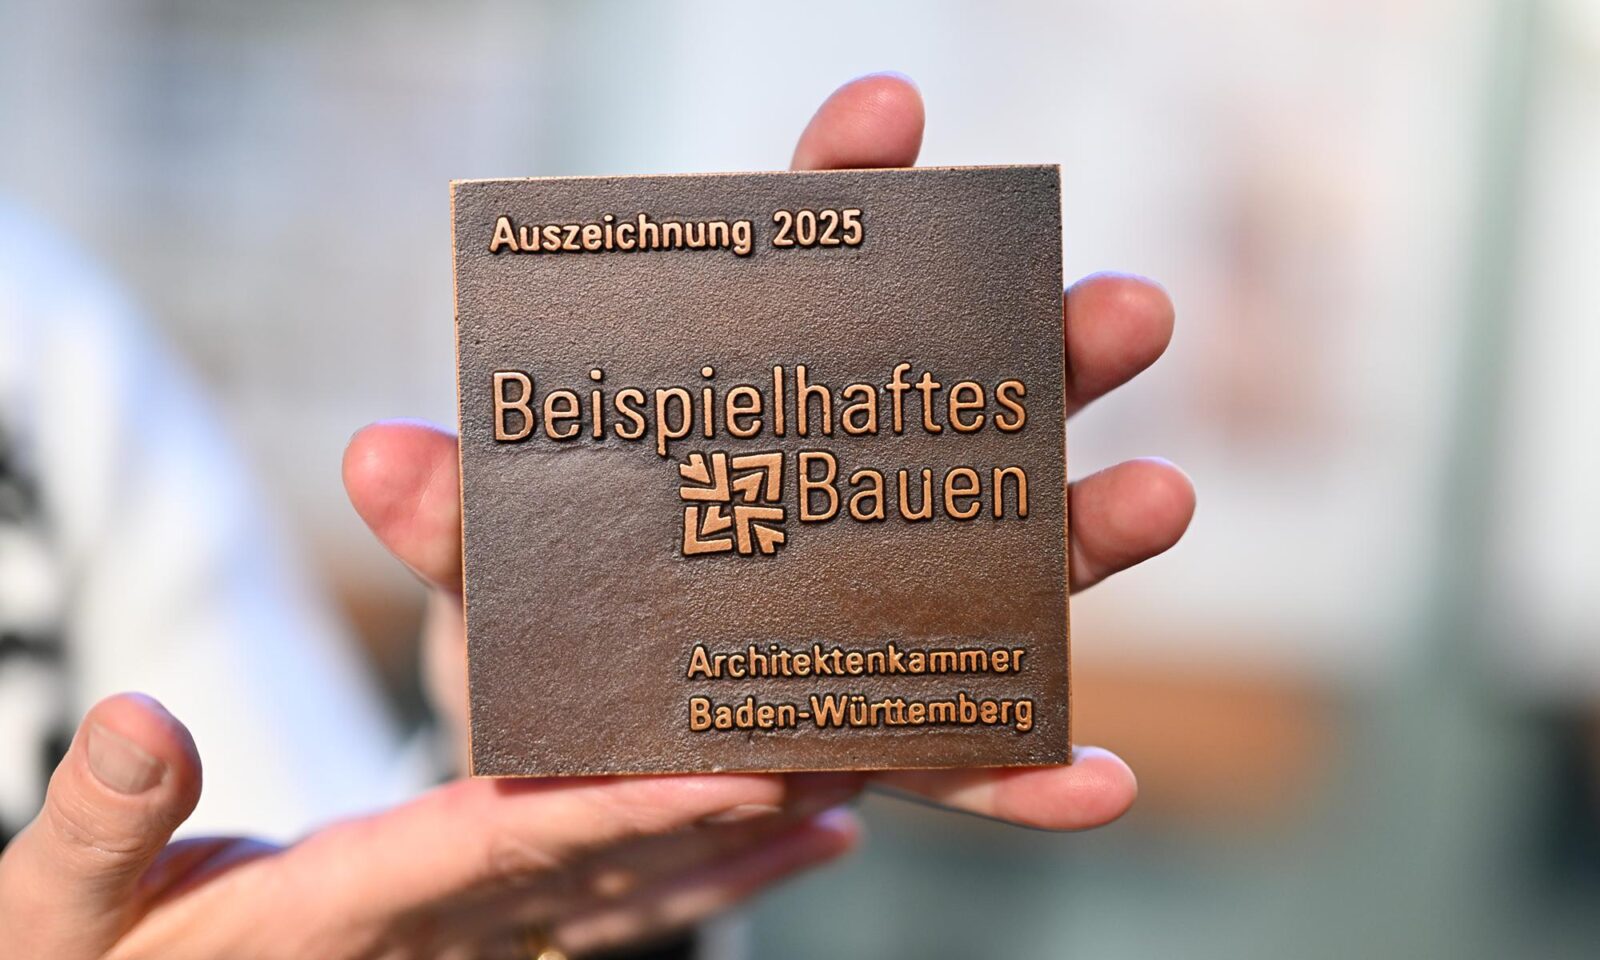 Auszeichnung 2025
Beispielhaftes
Bauen
Architektenkammer
Baden-Württemberg